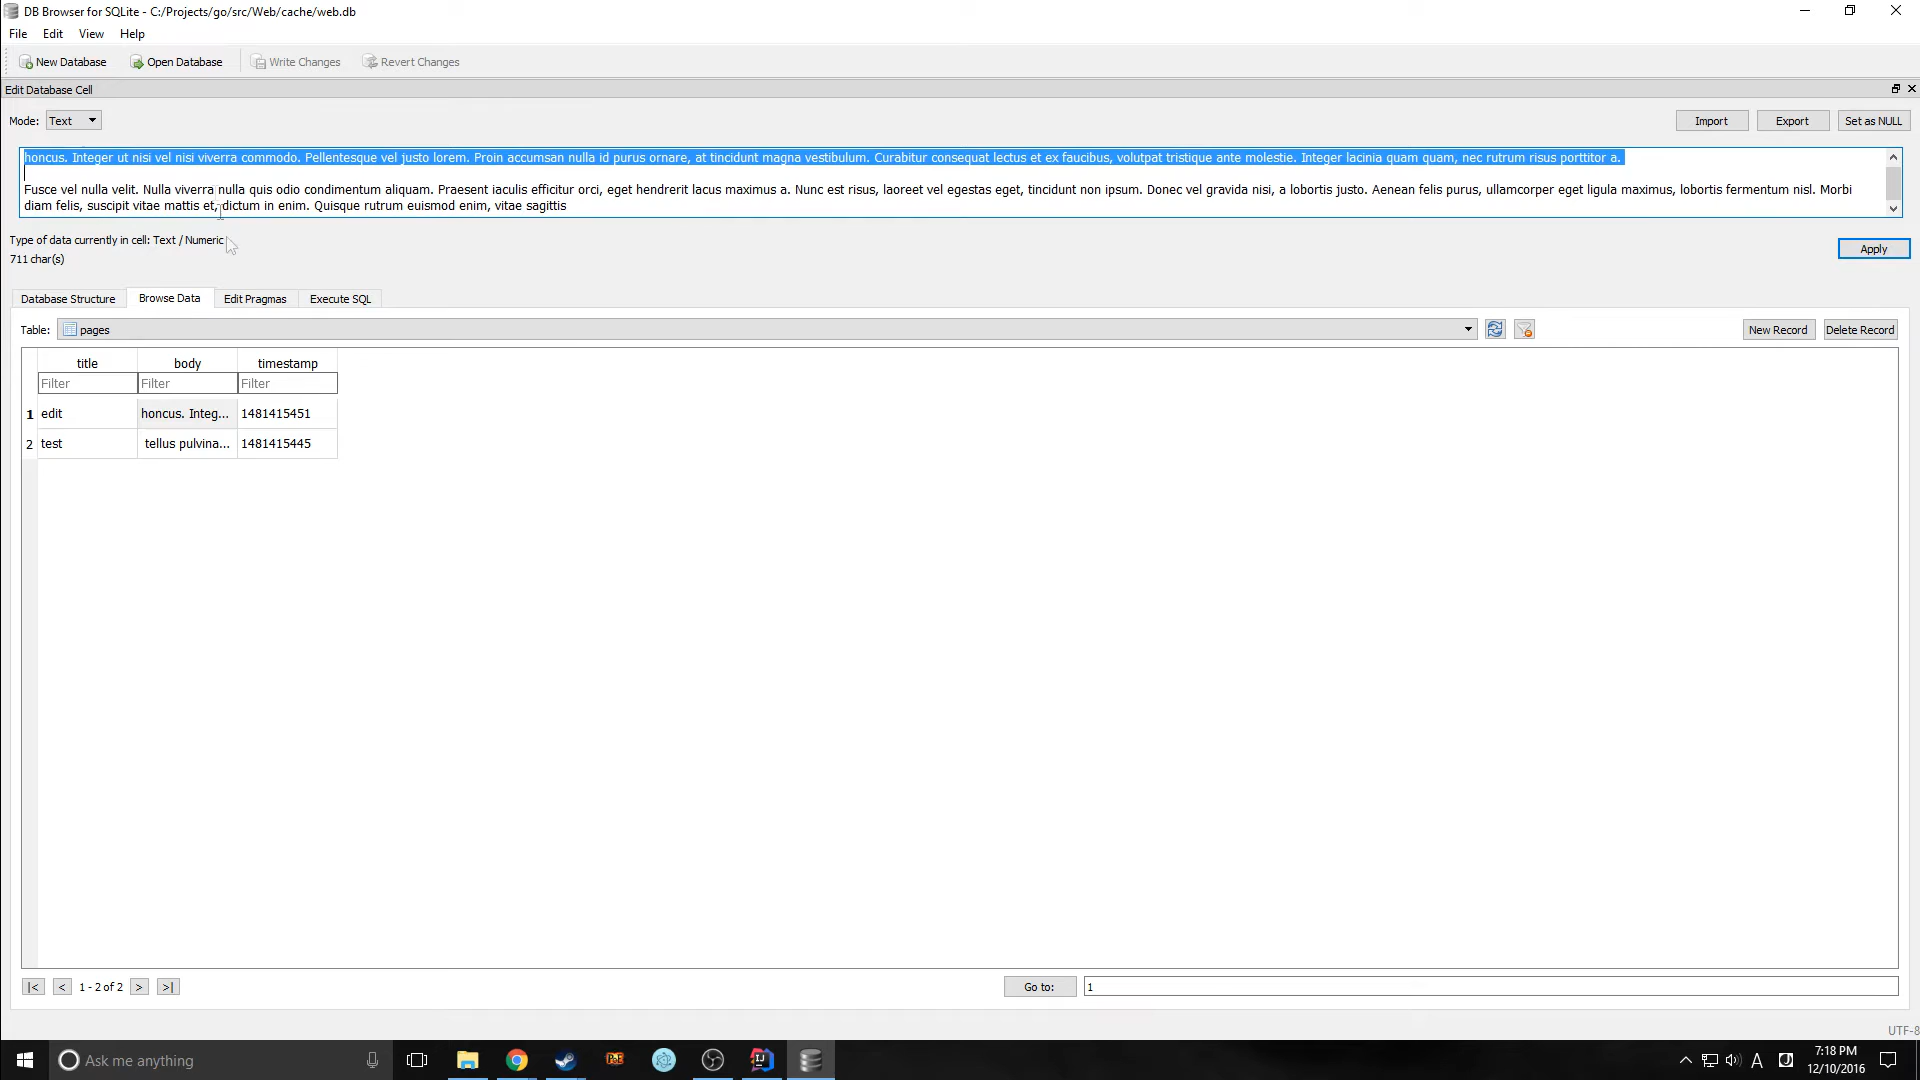 DB Browser for SQLite - C:/Projects/go/src/Web/cache/web.db
File Edit View Help
New Database Open Database Write Changes Revert Changes
Edit Database Cell
Mode: Text Import Export Set as NULL
honcus. Integer ut nisi vel nisi viverra commodo. Pellentesque vel justo lorem. Proin accumsan nulla id purus ornare, at tincidunt magna vestibulum. Curabitur consequat lectus et ex faucibus, volutpat tristique ante molestie. Integer lacinia quam quam, nec rutrum risus porttitor a.
Fusce vel nulla velit. Nulla viverra nulla quis odio condimentum aliquam. Praesent iaculis efficitur orci, eget hendrerit lacus maximus a. Nunc est risus, laoreet vel egestas eget, tincidunt non ipsum. Donec vel gravida nisi, a lobortis justo. Aenean felis purus, ullamcorper eget ligula maximus, lobortis fermentum nisl. Morbi
diam felis, suscipit vitae mattis et, dictum in enim. Quisque rutrum euismod enim, vitae sagittis
Type of data currently in cell: Text / Numeric
711 char(s)
Apply
Database Structure Browse Data Edit Pragmas Execute SQL
Table: pages New Record Delete Record
title body timestamp
Filter Filter Filter
1 edit honcus. Integ... 1481415451
2 test tellus pulvina... 1481415445
|< < 1 - 2 of 2 > >| Go to: 1
UTF-8
Ask me anything PoE IJ A 7:18 PM
12/10/2016